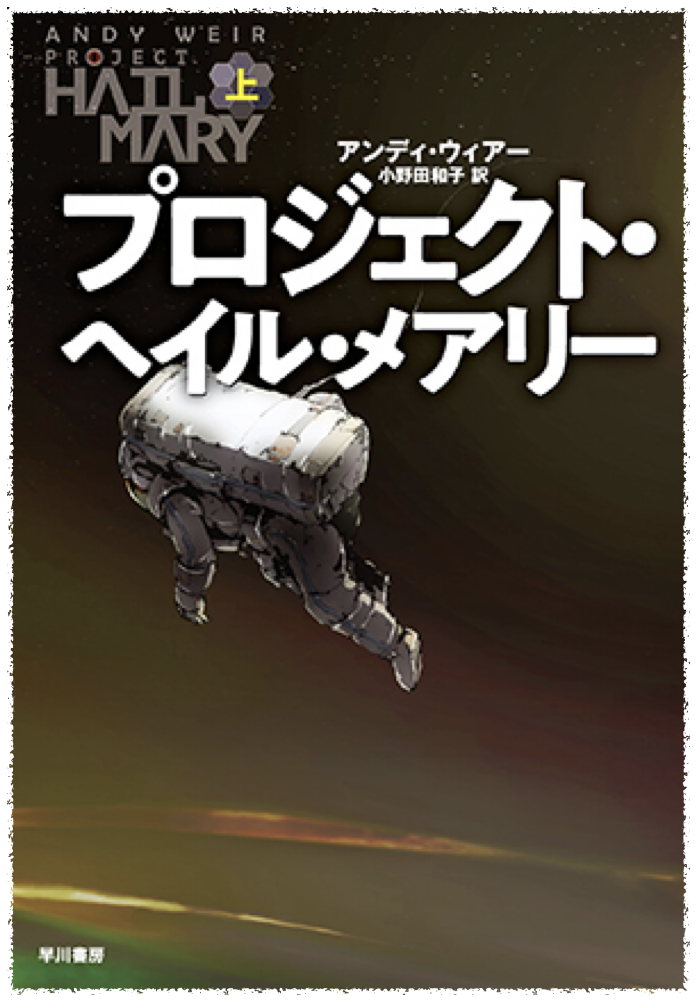 ANDY WEIR
PROJECT
HAIL
MARY
上
アンディ・ウィアー
小野田和子 訳
プロジェクト・
ヘイル・メアリー
早川書房